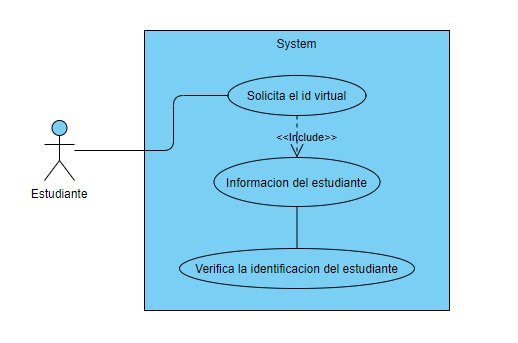 System
Solicita el id virtual
<<Include>>
Informacion del estudiante
Estudiante
Verifica la identificacion del estudiante